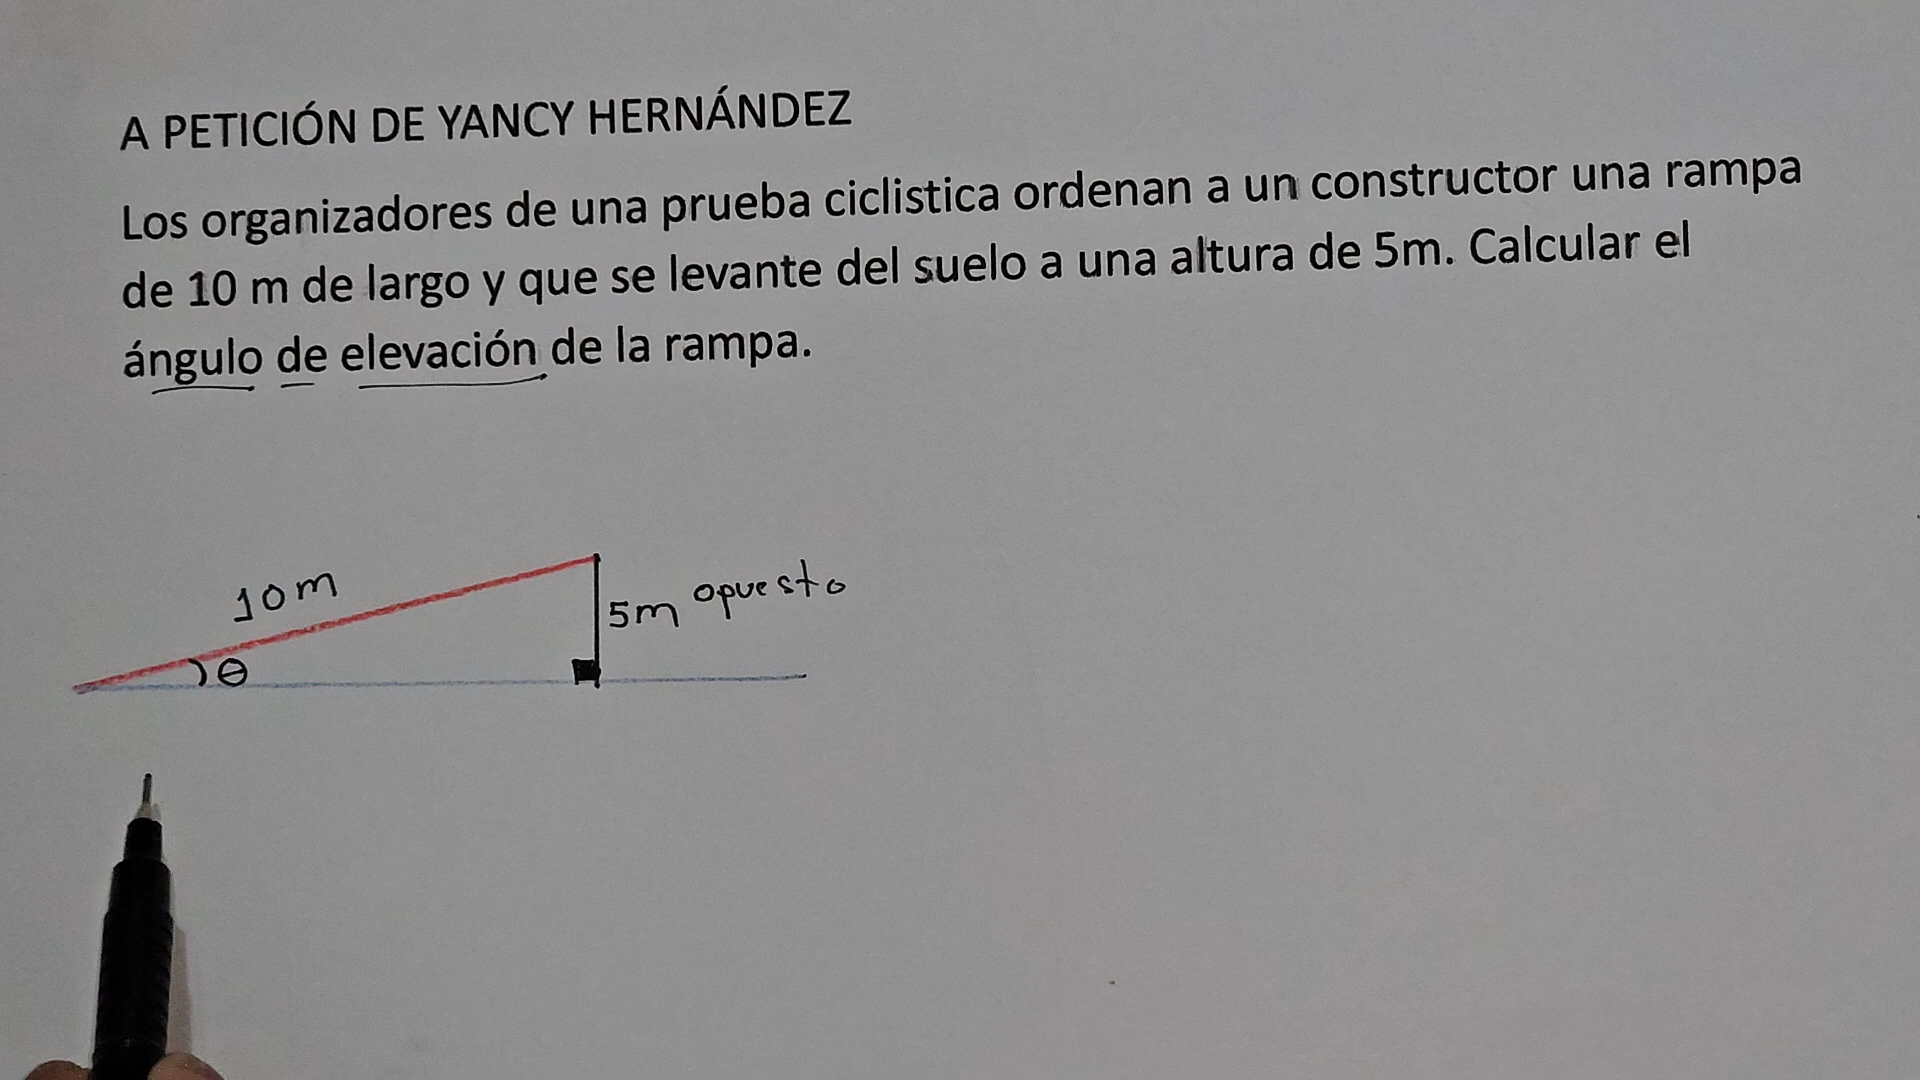 A PETICIÓN DE YANCY HERNÁNDEZ
Los organizadores de una prueba ciclistica ordenan a un constructor una rampa
de 10 m de largo y que se levante del suelo a una altura de 5m. Calcular el
ángulo de elevación de la rampa.
10m
5m opuesto
θ